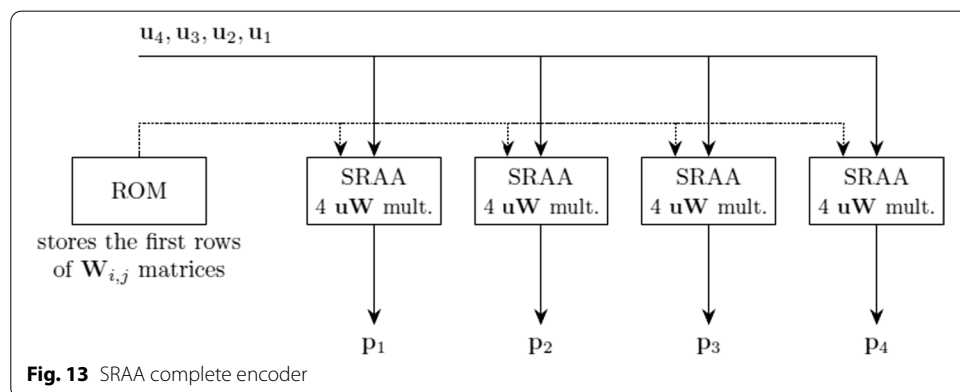 u₄, u₃, u₂, u₁
ROM
stores the first rows
of Wᵢ,ⱼ matrices
SRAA
4 uW mult.
SRAA
4 uW mult.
SRAA
4 uW mult.
SRAA
4 uW mult.
p₁
p₂
p₃
p₄
Fig. 13 SRAA complete encoder